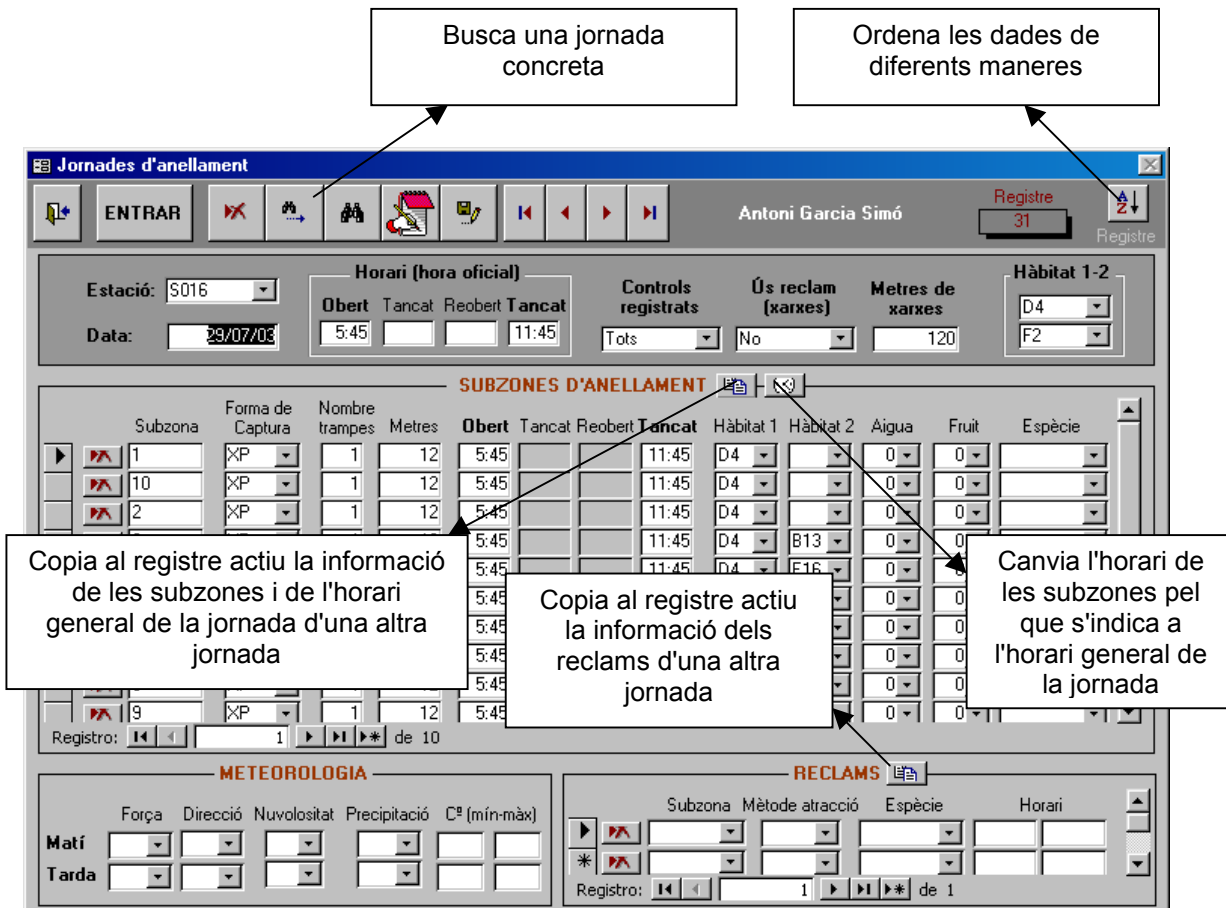 Busca una jornada
concreta
Ordena les dades de
diferents maneres
Jornades d'anellament
ENTRAR
Antoni Garcia Simó
Registre
31
Registre
Estació: S016
Data: 29/07/03
Horari (hora oficial)
Obert Tancat Reobert Tancat
5:45 11:45
Controls
registrats
Tots
Ús reclam
(xarxes)
No
Metres de
xarxes
120
Hàbitat 1-2
D4
F2
SUBZONES D'ANELLAMENT
Subzona Forma de Captura Nombre trampes Metres Obert Tancat Reobert Tancat Hàbitat 1 Hàbitat 2 Aigua Fruit Espècie
1 XP 1 12 5:45 11:45 D4 0 0
10 XP 1 12 5:45 11:45 D4 0 0
2 XP 1 12 5:45 11:45 D4 0 0
5:45 11:45 D4 B13 0 0
5:45 11:45 D4 0
5:45 0
5:45 0
5:45 0
5:45 0
9 XP 1 12 5:45 0 0
Copia al registre actiu la informació
de les subzones i de l'horari
general de la jornada d'una altra
jornada
Copia al registre actiu
la informació dels
reclams d'una altra
jornada
Canvia l'horari de
les subzones pel
que s'indica a
l'horari general de
la jornada
Registro: 1 de 10
METEOROLOGIA
Força Direcció Nuvolositat Precipitació Cº (mín-màx)
Matí
Tarda
RECLAMS
Subzona Mètode atracció Espècie Horari
Registro: 1 de 1